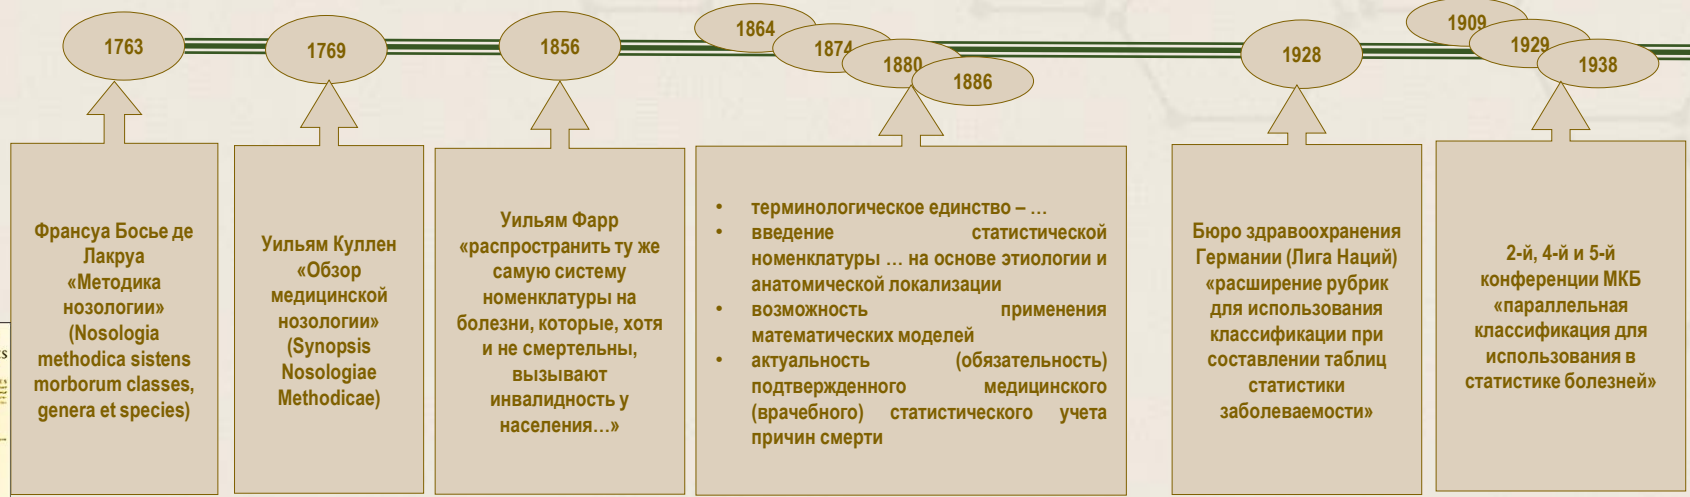 1763
1769
1856
1864
1874
1880
1886
1928
1909
1929
1938
Франсуа Босье де
Лакруа
«Методика
нозологии»
(Nosologia
methodica sistens
morborum classes,
genera et species)
Уильям Куллен
«Обзор
медицинской
нозологии»
(Synopsis
Nosologiae
Methodicae)
Уильям Фарр
«распространить ту же
самую систему
номенклатуры на
болезни, которые, хотя
и не смертельны,
вызывают
инвалидность у
населения…»
• терминологическое единство – …
• введение статистической
номенклатуры … на основе этиологии и
анатомической локализации
• возможность применения
математических моделей
• актуальность (обязательность)
подтвержденного медицинского
(врачебного) статистического учета
причин смерти
Бюро здравоохранения
Германии (Лига Наций)
«расширение рубрик
для использования
классификации при
составлении таблиц
статистики
заболеваемости»
2-й, 4-й и 5-й
конференции МКБ
«параллельная
классификация для
использования в
статистике болезней»